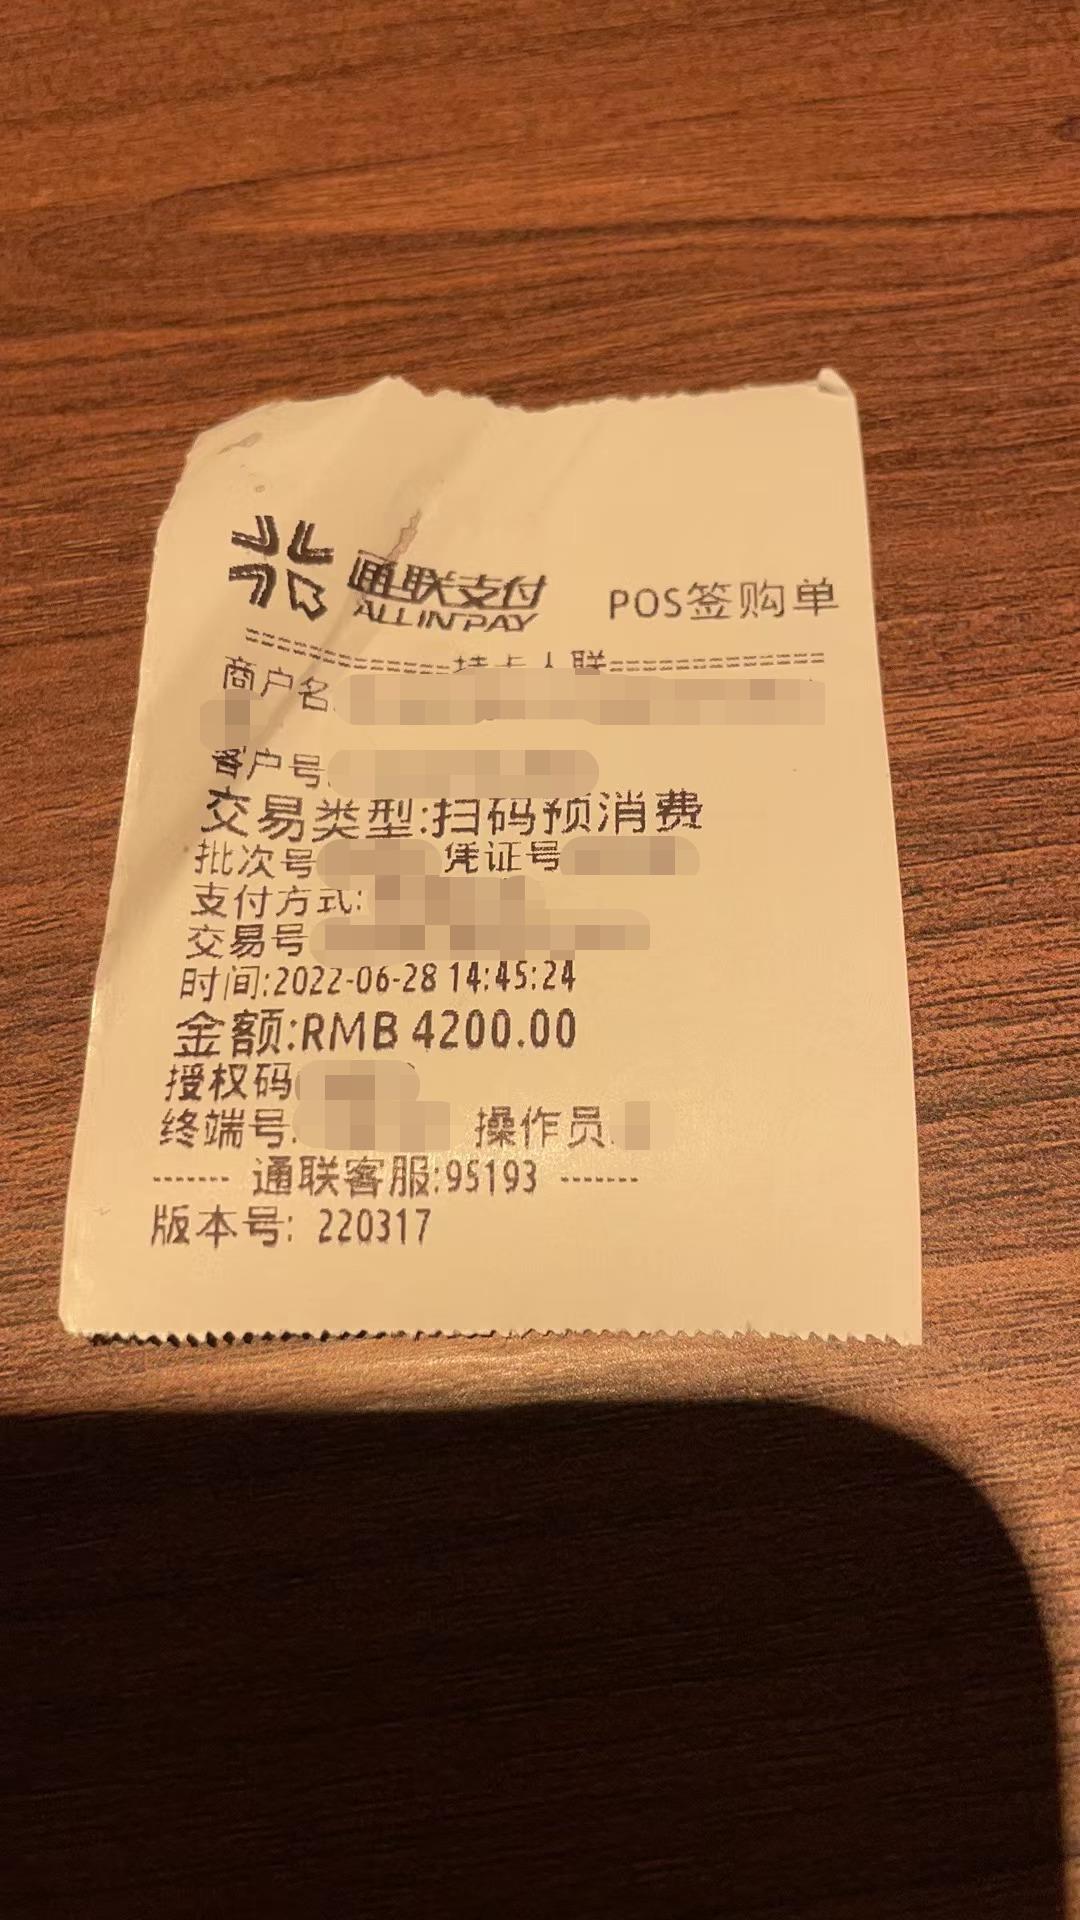 通联支付
ALLINPAY
POS签购单
============持卡人联=============
商户名
客户号:
交易类型:扫码预消费
批次号 凭证号
支付方式:
交易号
时间:2022-06-28 14:45:24
金额:RMB 4200.00
授权码
终端号: 操作员
------- 通联客服:95193 -------
版本号: 220317